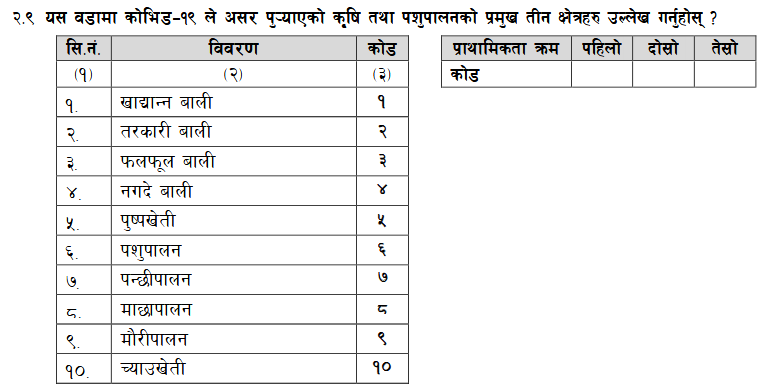 २.९ यस वडामा कोभिड-१९ ले असर पुऱ्याएको कृषि तथा पशुपालनको प्रमुख तीन क्षेत्रहरु उल्लेख गर्नुहोस् ?
सि.नं. विवरण कोड
(१) (२) (३)
१. खाद्यान्न बाली १
२. तरकारी बाली २
३. फलफूल बाली ३
४. नगदे बाली ४
५. पुष्पखेती ५
६. पशुपालन ६
७. पन्छीपालन ७
८. माछापालन ८
९. मौरीपालन ९
१०. च्याउखेती १०
प्राथामिकता क्रम पहिलो दोस्रो तेस्रो
कोड